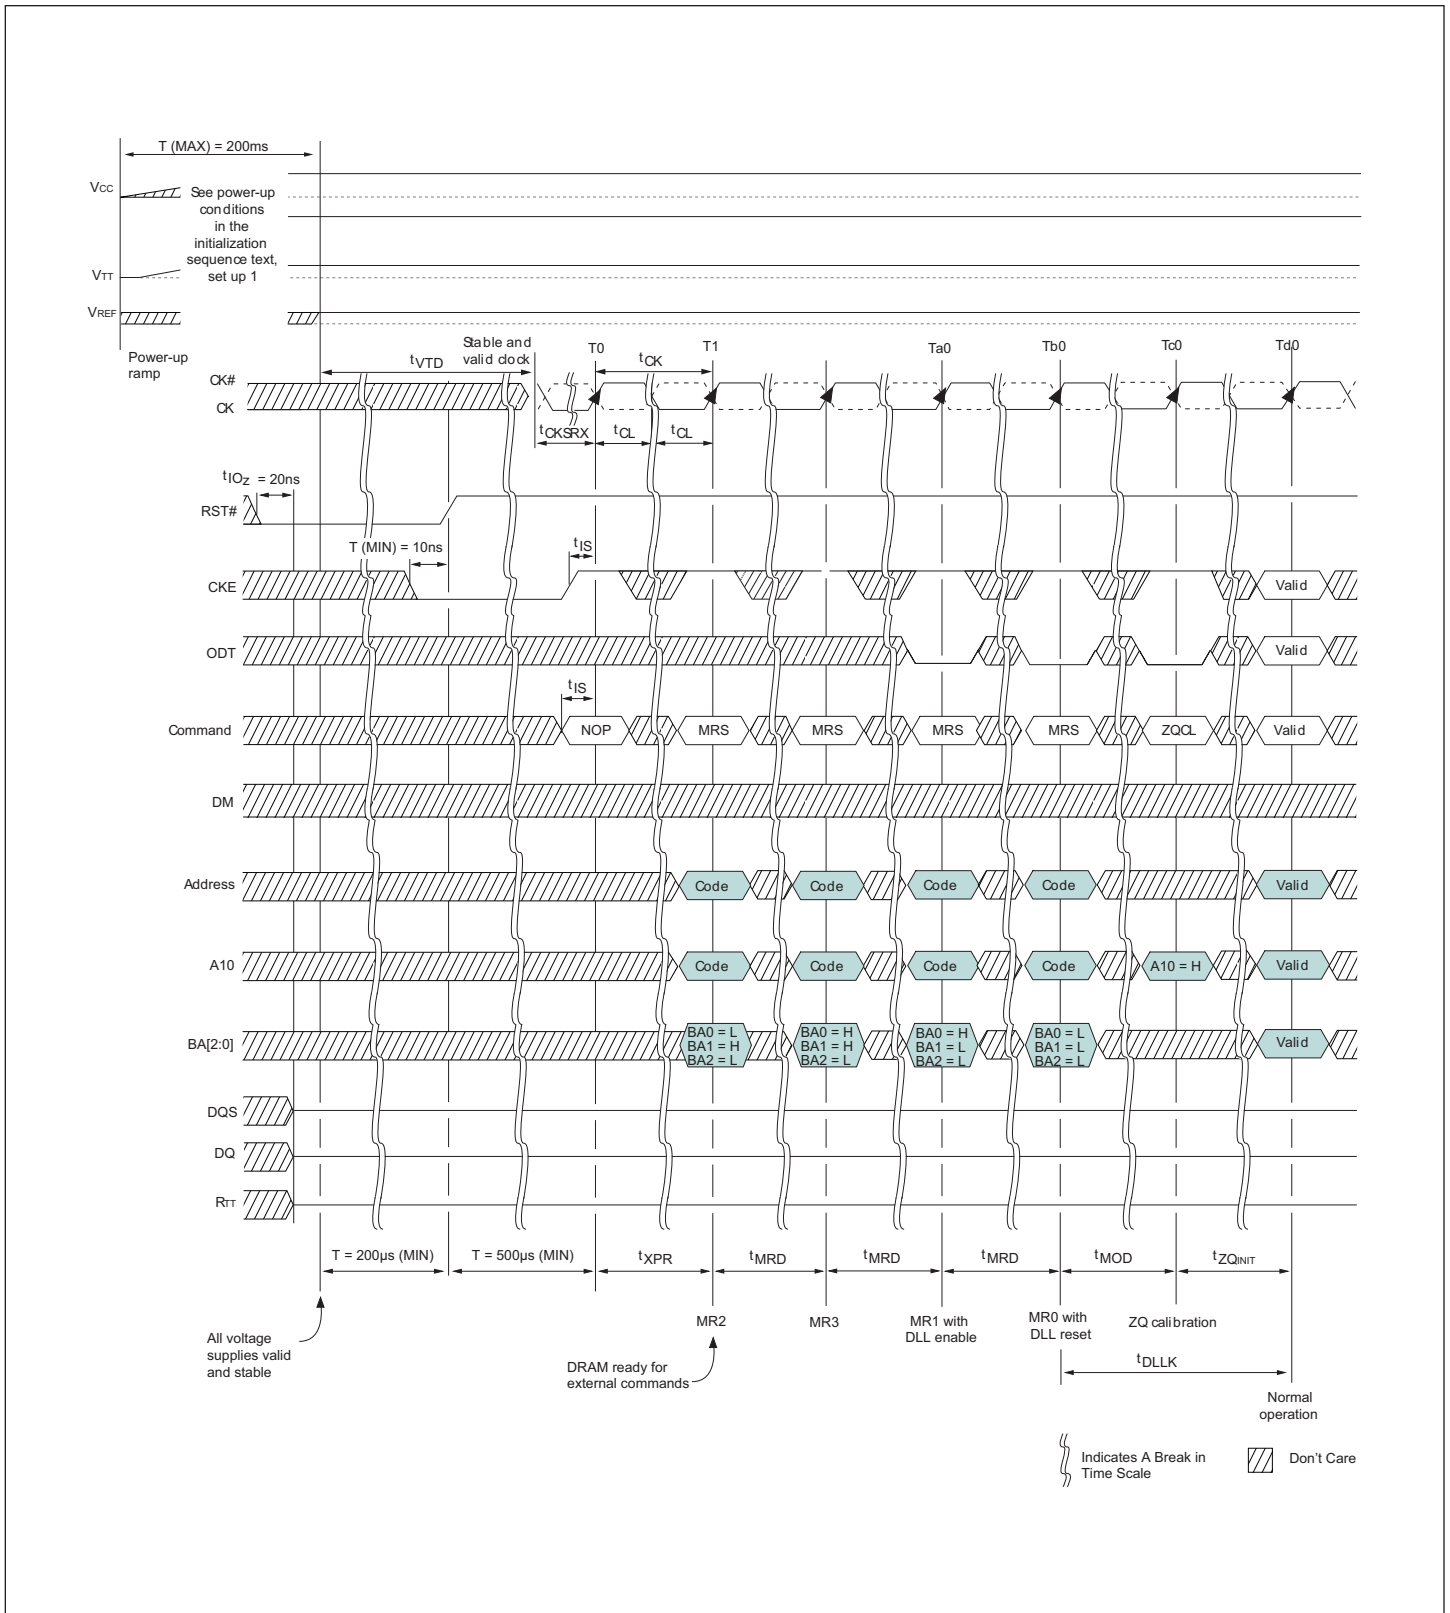 T (MAX) = 200ms
VCC
See power-up
conditions
in the
initialization
sequence text,
set up 1
VTT
VREF
Power-up
ramp
tVTD
Stable and
valid clock
T0
tCK
T1
Ta0
Tb0
Tc0
Td0
CK#
CK
tCKSRX
tCL
tCL
tIOz = 20ns
RST#
T (MIN) = 10ns
tIS
CKE
Valid
ODT
Valid
tIS
Command
NOP
MRS
MRS
MRS
MRS
ZQCL
Valid
DM
Address
Code
Code
Code
Code
Valid
A10
Code
Code
Code
Code
A10 = H
Valid
BA[2:0]
BA0 = L
BA1 = H
BA2 = L
BA0 = H
BA1 = H
BA2 = L
BA0 = H
BA1 = L
BA2 = L
BA0 = L
BA1 = L
BA2 = L
Valid
DQS
DQ
RTT
T = 200µs (MIN)
T = 500µs (MIN)
tXPR
tMRD
tMRD
tMRD
tMOD
tZQINIT
All voltage
supplies valid
and stable
MR2
DRAM ready for
external commands
MR3
MR1 with
DLL enable
MR0 with
DLL reset
ZQ calibration
tDLLK
Normal
operation
Indicates A Break in
Time Scale
Don't Care